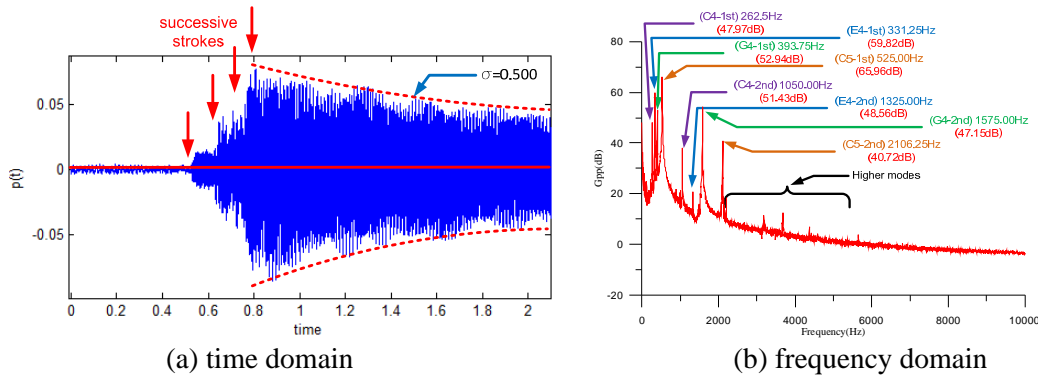 successive
strokes
σ=0.500
p(t)
0.05
0
-0.05
0 0.2 0.4 0.6 0.8 1 1.2 1.4 1.6 1.8 2
time
(a) time domain
(C4-1st) 262.5Hz
(47.97dB)
(E4-1st) 331.25Hz
(59.82dB)
(G4-1st) 393.75Hz
(52.94dB)
(C5-1st) 525.00Hz
(65.96dB)
(C4-2nd) 1050.00Hz
(51.43dB)
(E4-2nd) 1325.00Hz
(48.56dB)
(G4-2nd) 1575.00Hz
(47.15dB)
(C5-2nd) 2106.25Hz
(40.72dB)
Higher modes
Gpp(dB)
80
60
40
20
0
-20
0 2000 4000 6000 8000 10000
Frequency(Hz)
(b) frequency domain